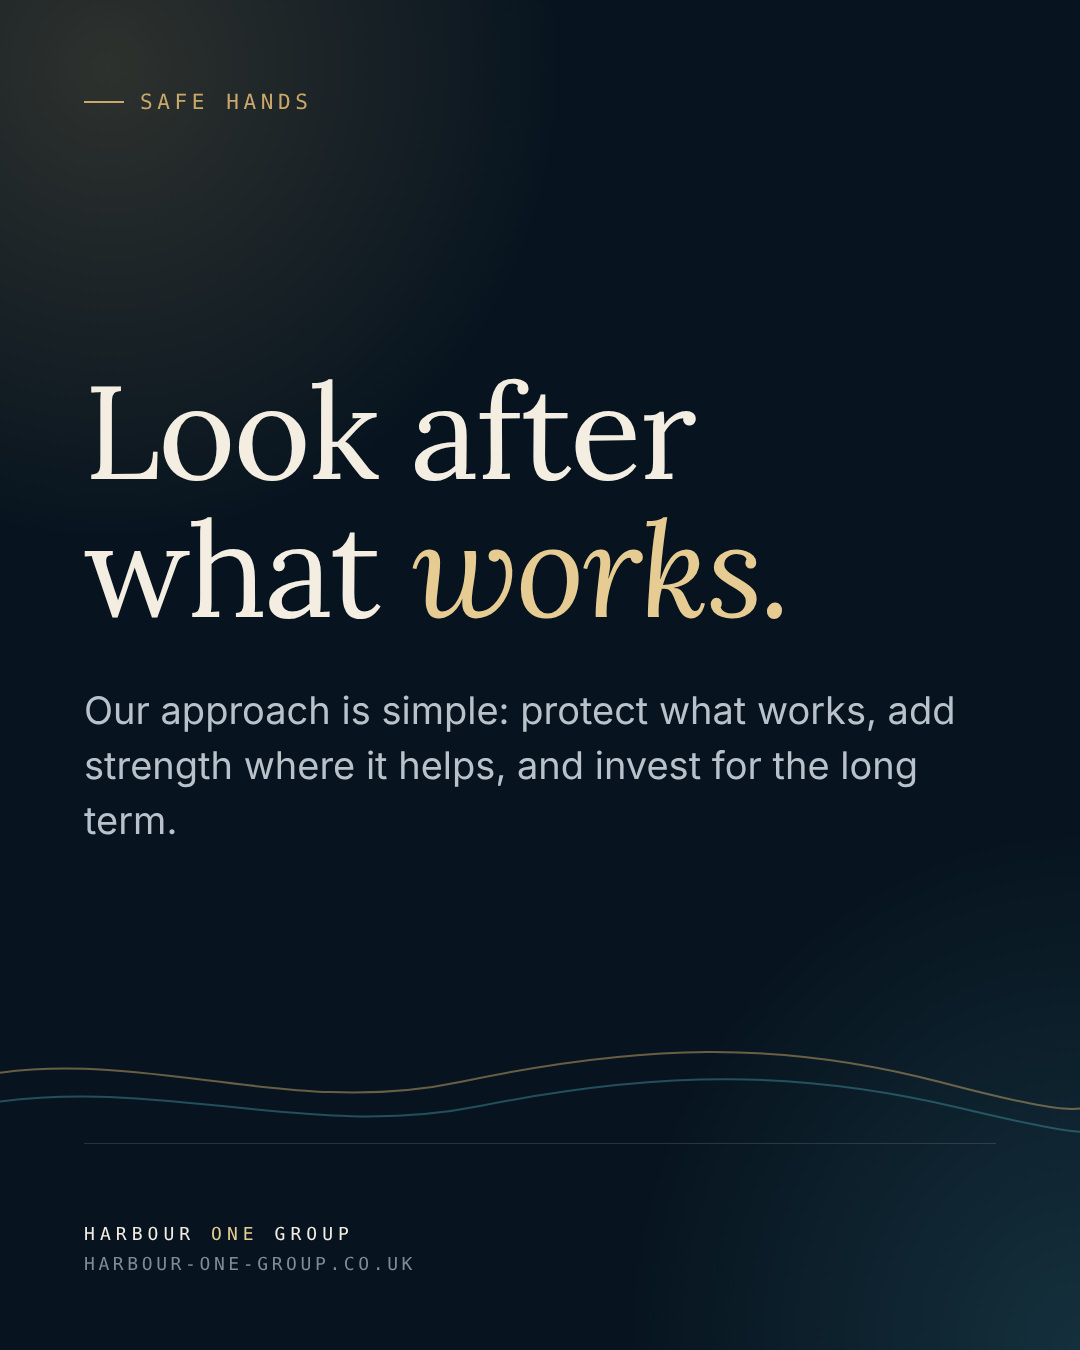 SAFE HANDS
Look after
what works.
Our approach is simple: protect what works, add
strength where it helps, and invest for the long
term.
HARBOUR ONE GROUP
HARBOUR-ONE-GROUP.CO.UK